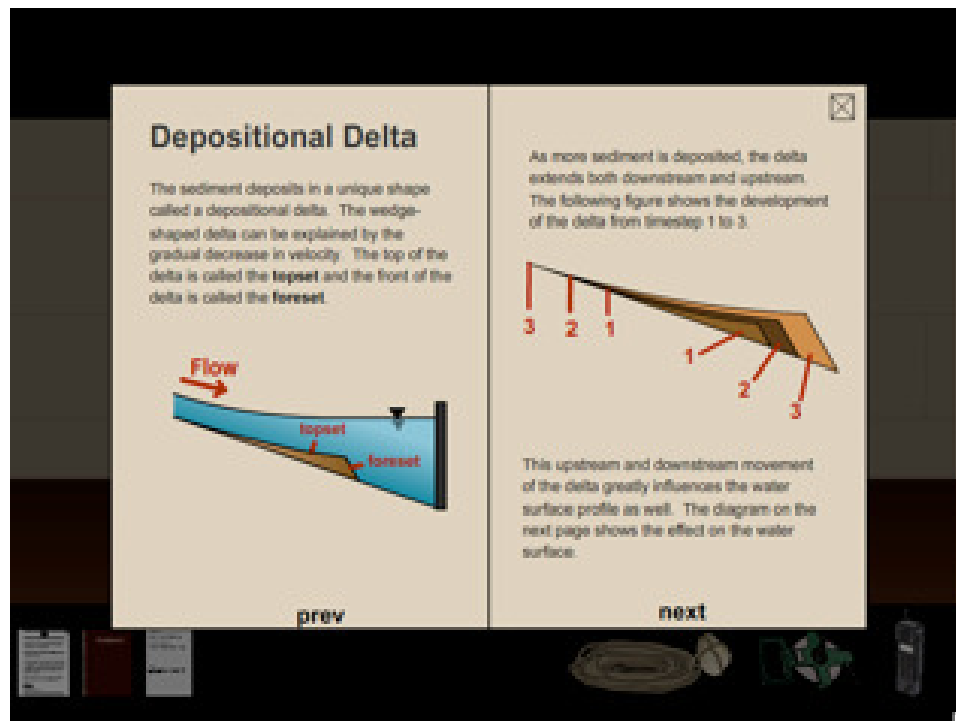 Depositional Delta
The sediment deposits in a unique shape
called a depositional delta. The wedge-
shaped delta can be explained by the
gradual decrease in velocity. The top of the
delta is called the topset and the front of the
delta is called the foreset.
Flow
topset
foreset
prev
As more sediment is deposited, the delta
extends both downstream and upstream.
The following figure shows the development
of the delta from timestep 1 to 3.
3 2 1
1
2
3
This upstream and downstream movement
of the delta greatly influences the water
surface profile as well. The diagram on the
next page shows the effect on the water
surface.
next